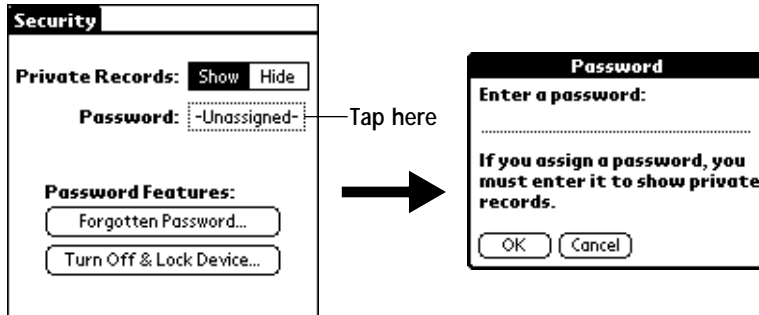 Security
Private Records: Show Hide
Password: -Unassigned-
Tap here
Password Features:
Forgotten Password...
Turn Off & Lock Device...
Password
Enter a password:
If you assign a password, you
must enter it to show private
records.
OK Cancel